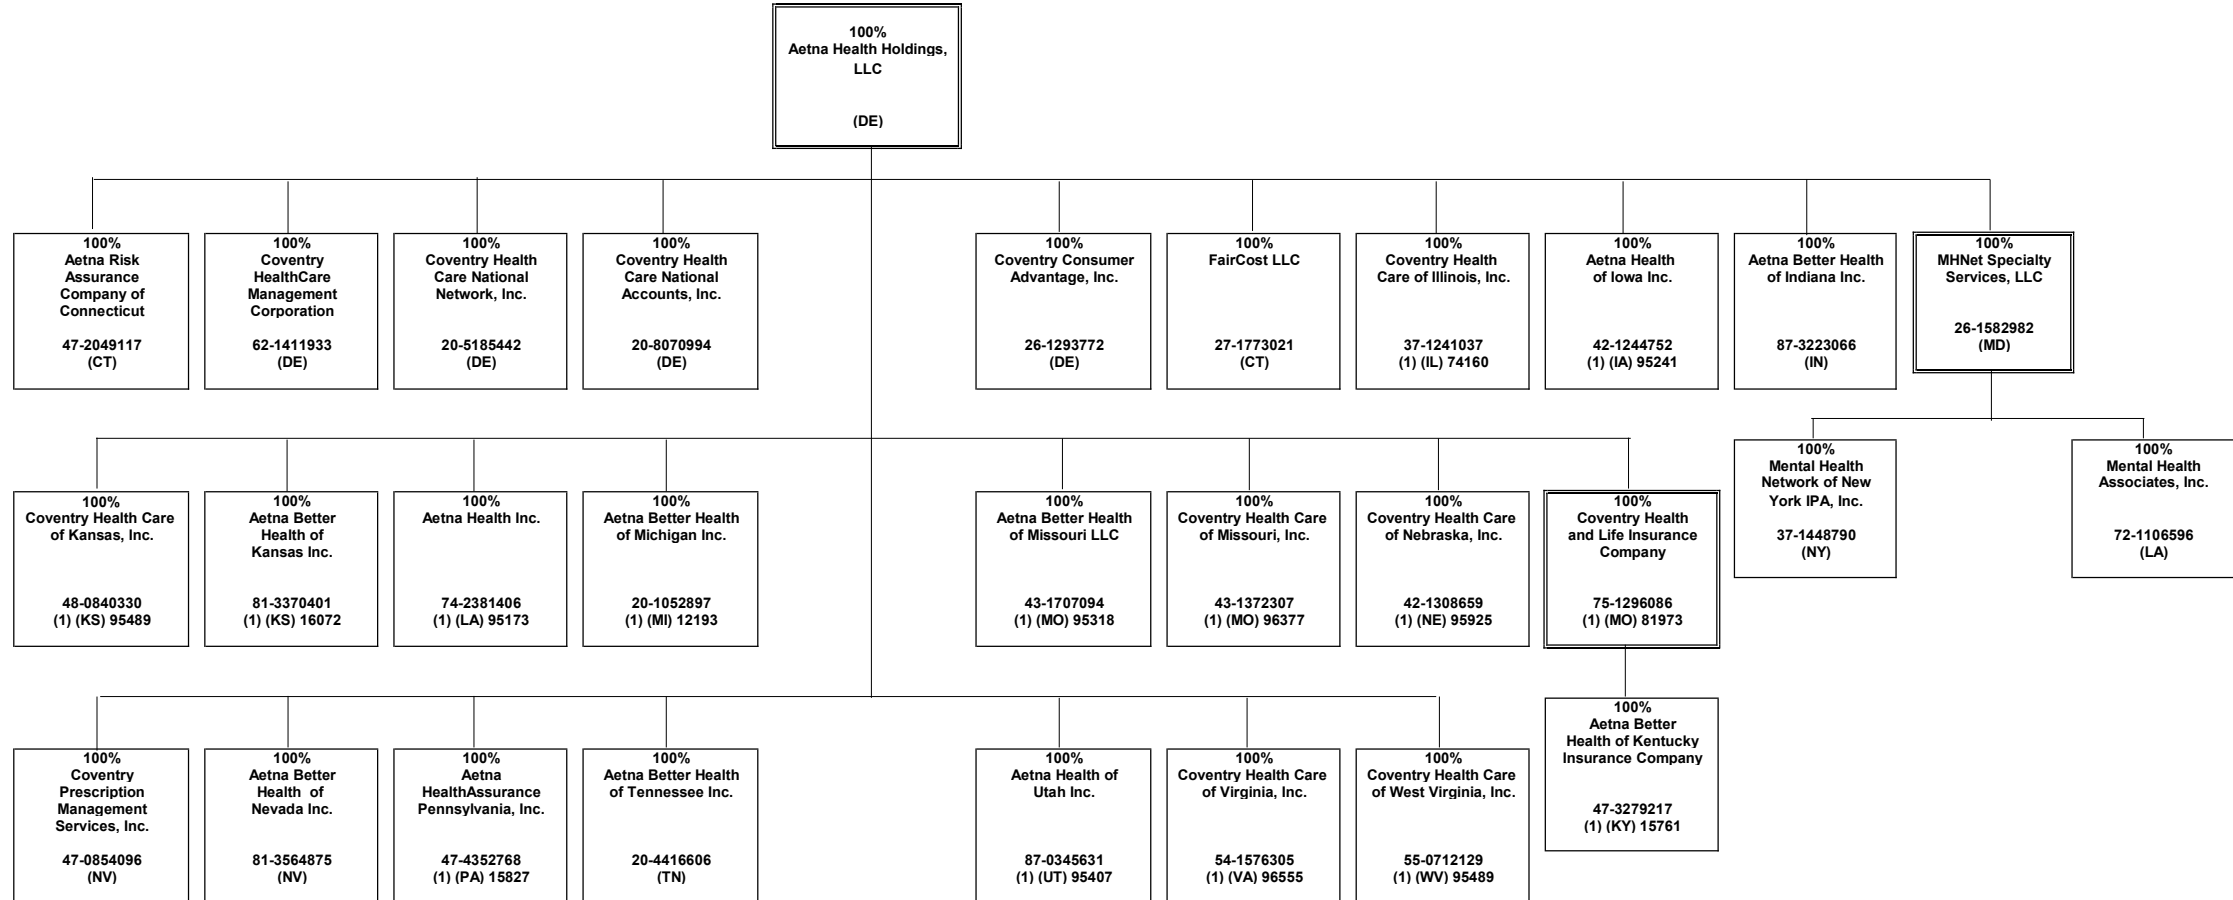 100%
Aetna Health Holdings,
LLC
(DE)
100%
Aetna Risk
Assurance
Company of
Connecticut
47-2049117
(CT)
100%
Coventry
HealthCare
Management
Corporation
62-1411933
(DE)
100%
Coventry Health
Care National
Network, Inc.
20-5185442
(DE)
100%
Coventry Health
Care National
Accounts, Inc.
20-8070994
(DE)
100%
Coventry Consumer
Advantage, Inc.
26-1293772
(DE)
100%
FairCost LLC
27-1773021
(CT)
100%
Coventry Health
Care of Illinois, Inc.
37-1241037
(1) (IL) 74160
100%
Aetna Health
of Iowa Inc.
42-1244752
(1) (IA) 95241
100%
Aetna Better Health
of Indiana Inc.
87-3223066
(IN)
100%
MHNet Specialty
Services, LLC
26-1582982
(MD)
100%
Mental Health
Network of New
York IPA, Inc.
37-1448790
(NY)
100%
Mental Health
Associates, Inc.
72-1106596
(LA)
100%
Coventry Health Care
of Kansas, Inc.
48-0840330
(1) (KS) 95489
100%
Aetna Better
Health of
Kansas Inc.
81-3370401
(1) (KS) 16072
100%
Aetna Health Inc.
74-2381406
(1) (LA) 95173
100%
Aetna Better Health
of Michigan Inc.
20-1052897
(1) (MI) 12193
100%
Aetna Better Health
of Missouri LLC
43-1707094
(1) (MO) 95318
100%
Coventry Health Care
of Missouri, Inc.
43-1372307
(1) (MO) 96377
100%
Coventry Health Care
of Nebraska, Inc.
42-1308659
(1) (NE) 95925
100%
Coventry Health
and Life Insurance
Company
75-1296086
(1) (MO) 81973
100%
Aetna Better
Health of Kentucky
Insurance Company
47-3279217
(1) (KY) 15761
100%
Coventry
Prescription
Management
Services, Inc.
47-0854096
(NV)
100%
Aetna Better
Health of
Nevada Inc.
81-3564875
(NV)
100%
Aetna
HealthAssurance
Pennsylvania, Inc.
47-4352768
(1) (PA) 15827
100%
Aetna Better Health
of Tennessee Inc.
20-4416606
(TN)
100%
Aetna Health of
Utah Inc.
87-0345631
(1) (UT) 95407
100%
Coventry Health Care
of Virginia, Inc.
54-1576305
(1) (VA) 96555
100%
Coventry Health Care
of West Virginia, Inc.
55-0712129
(1) (WV) 95489